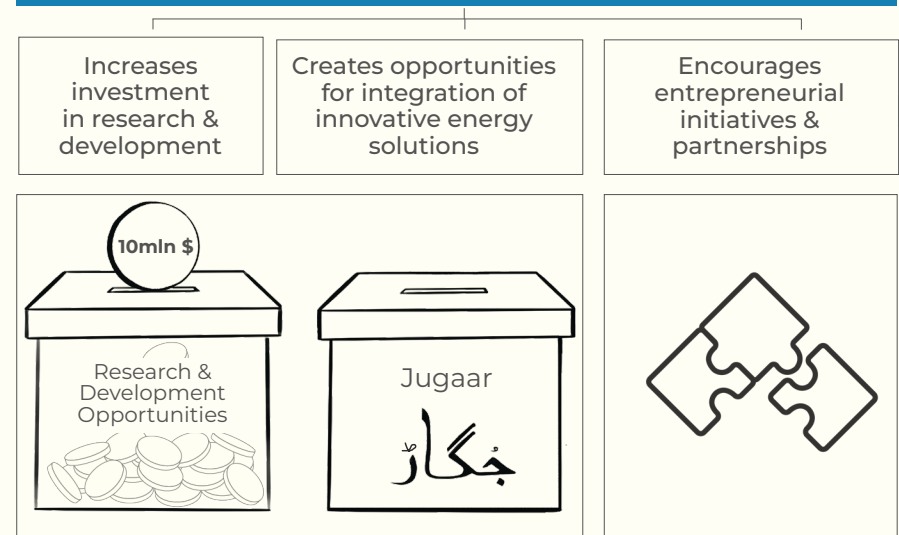 Increases
investment
in research &
development
Creates opportunities
for integration of
innovative energy
solutions
Encourages
entrepreneurial
initiatives &
partnerships
10mln $
Research &
Development
Opportunities
Jugaar
جُگاڑ